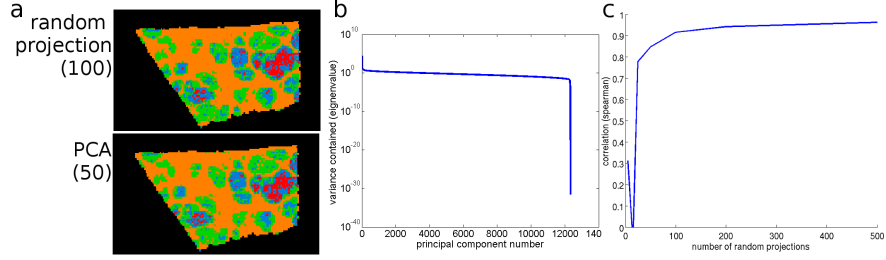 a
random
projection
(100)
PCA
(50)
b
variance contained (eigenvalue)
10^10
10^0
10^-10
10^-20
10^-30
10^-40
0 2000 4000 6000 8000 10000 12000 140
principal component number
c
correlation (spearman)
1
0.9
0.8
0.7
0.6
0.5
0.4
0.3
0.2
0.1
0
0 100 200 300 400 500
number of random projections